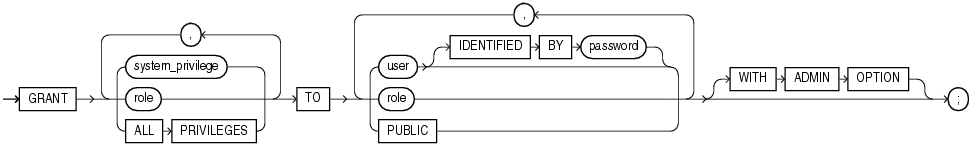 , ,
IDENTIFIED BY password
system_privilege user WITH ADMIN OPTION
GRANT role TO role ;
ALL PRIVILEGES PUBLIC